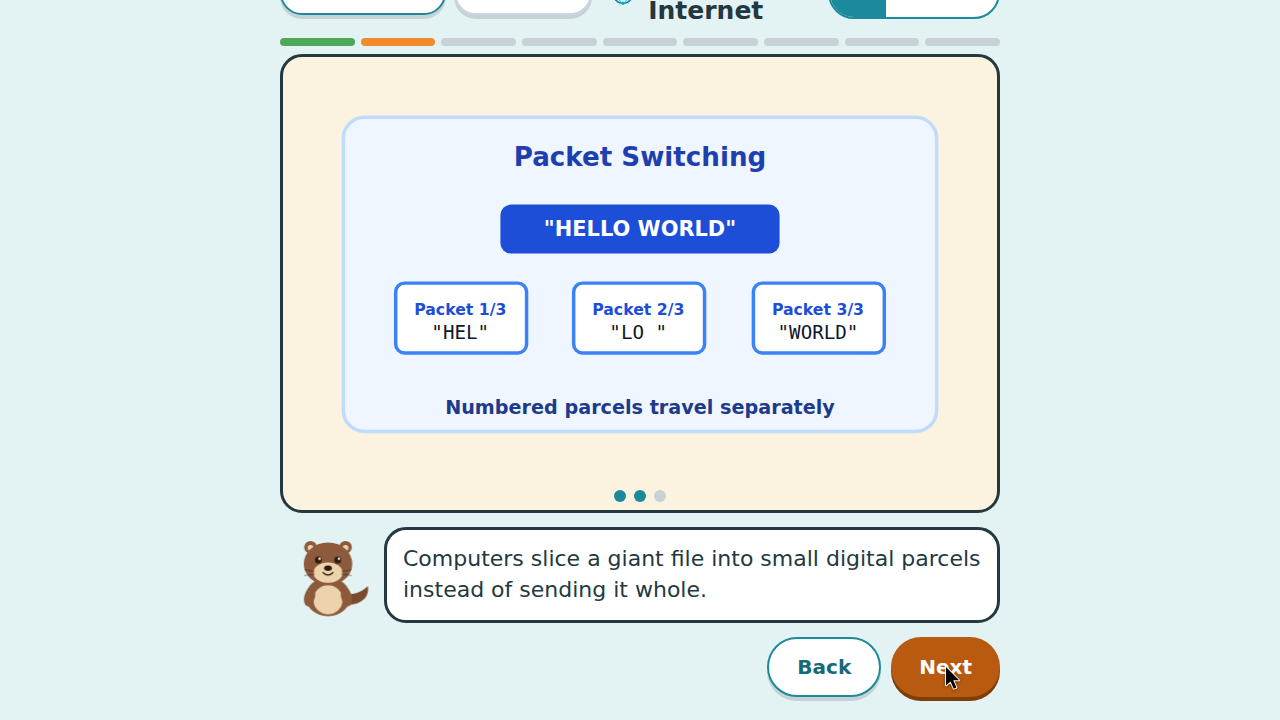 Internet
Packet Switching
"HELLO WORLD"
Packet 1/3
"HEL"
Packet 2/3
"LO "
Packet 3/3
"WORLD"
Numbered parcels travel separately
Computers slice a giant file into small digital parcels
instead of sending it whole.
Back
Next